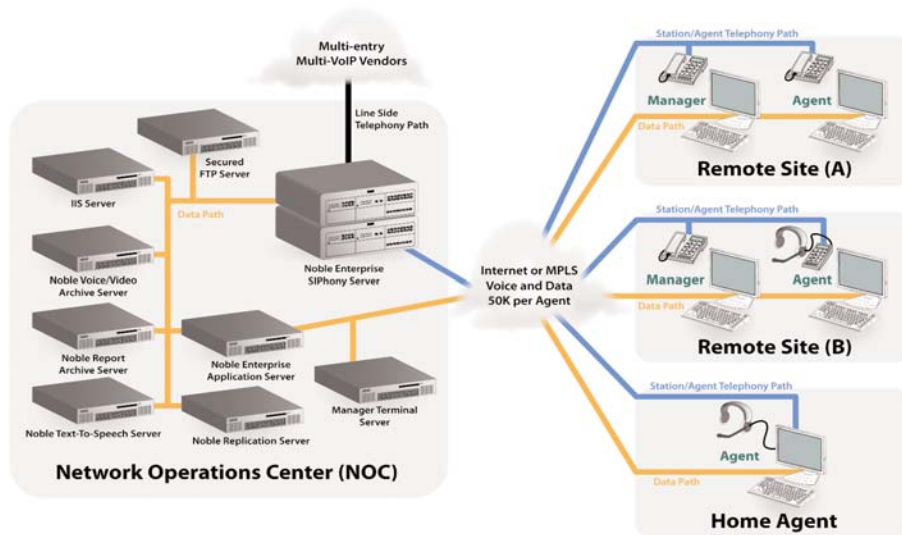 Multi-entry
Multi-VoIP Vendors
Line Side
Telephony Path
Secured
FTP Server
IIS Server
Data Path
Noble Enterprise
SIPhony Server
Noble Voice/Video
Archive Server
Noble Report
Archive Server
Noble Enterprise
Application Server
Manager Terminal
Server
Noble Text-To-Speech Server
Noble Replication Server
Network Operations Center (NOC)
Internet or MPLS
Voice and Data
50K per Agent
Station/Agent Telephony Path
Manager
Agent
Data Path
Remote Site (A)
Station/Agent Telephony Path
Manager
Agent
Data Path
Remote Site (B)
Station/Agent Telephony Path
Agent
Data Path
Home Agent